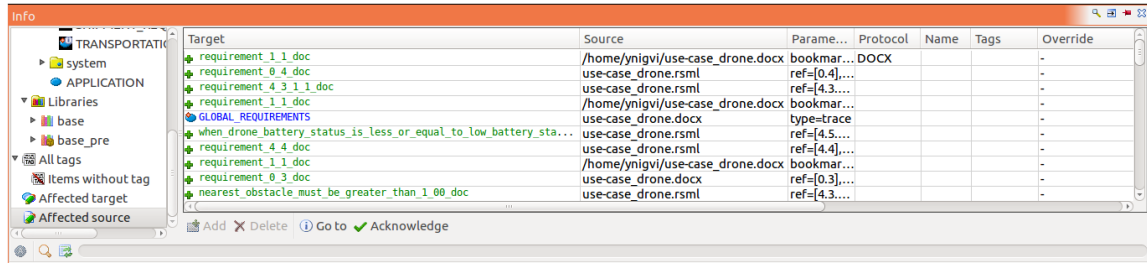 Info
TRANSPORTATI
system
APPLICATION
Libraries
base
base_pre
All tags
Items without tag
Affected target
Affected source
Target Source Parame... Protocol Name Tags Override
requirement_1_1_doc /home/ynigvi/use-case_drone.docx bookmar... DOCX -
requirement_0_4_doc use-case_drone.rsml ref=[0.4],... -
requirement_4_3_1_1_doc use-case_drone.rsml ref=[4.3.... -
requirement_1_1_doc /home/ynigvi/use-case_drone.docx bookmar... -
GLOBAL_REQUIREMENTS use-case_drone.docx type=trace -
when_drone_battery_status_is_less_or_equal_to_low_battery_sta... use-case_drone.rsml ref=[4.5.... -
requirement_4_4_doc use-case_drone.rsml ref=[4.4],... -
requirement_1_1_doc /home/ynigvi/use-case_drone.docx bookmar... -
requirement_0_3_doc use-case_drone.docx ref=[0.3],... -
nearest_obstacle_must_be_greater_than_1_00_doc use-case_drone.rsml ref=[4.3.... -
Add Delete Go to Acknowledge